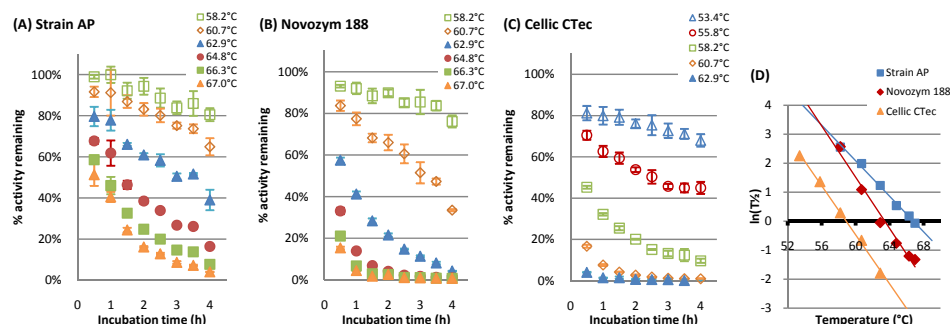 (A) Strain AP
58.2°C
60.7°C
62.9°C
64.8°C
66.3°C
67.0°C
100%
80%
60%
40%
20%
0%
% activity remaining
0 1 2 3 4
Incubation time (h)
(B) Novozym 188
58.2°C
60.7°C
62.9°C
64.8°C
66.3°C
67.0°C
100%
80%
60%
40%
20%
0%
% activity remaining
0 1 2 3 4
Incubation time (h)
(C) Cellic CTec
53.4°C
55.8°C
58.2°C
60.7°C
62.9°C
100%
80%
60%
40%
20%
0%
% activity remaining
0 1 2 3 4
Incubation time (h)
(D)
Strain AP
Novozym 188
Cellic CTec
4
3
2
1
0
-1
-2
-3
ln(T½)
52 56 60 64 68
Temperature (°C)